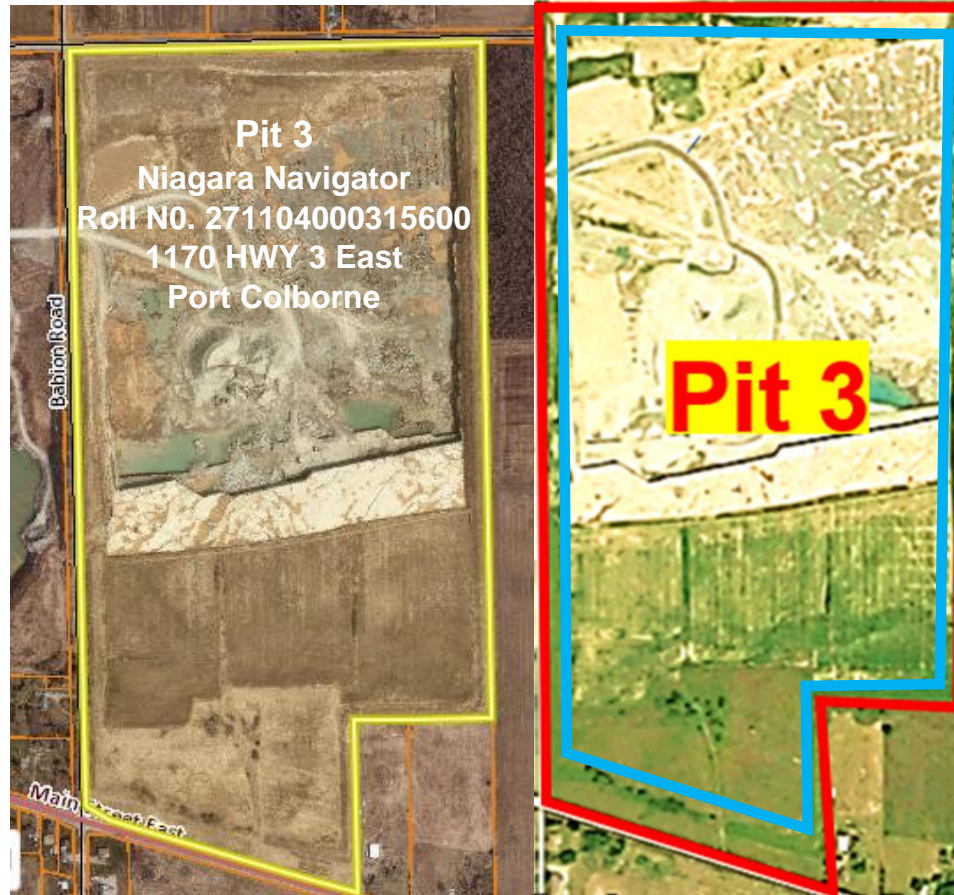 Pit 3
Niagara Navigator
Roll N0. 271104000315600
1170 HWY 3 East
Port Colborne
Babion Road
Main Street East
Pit 3